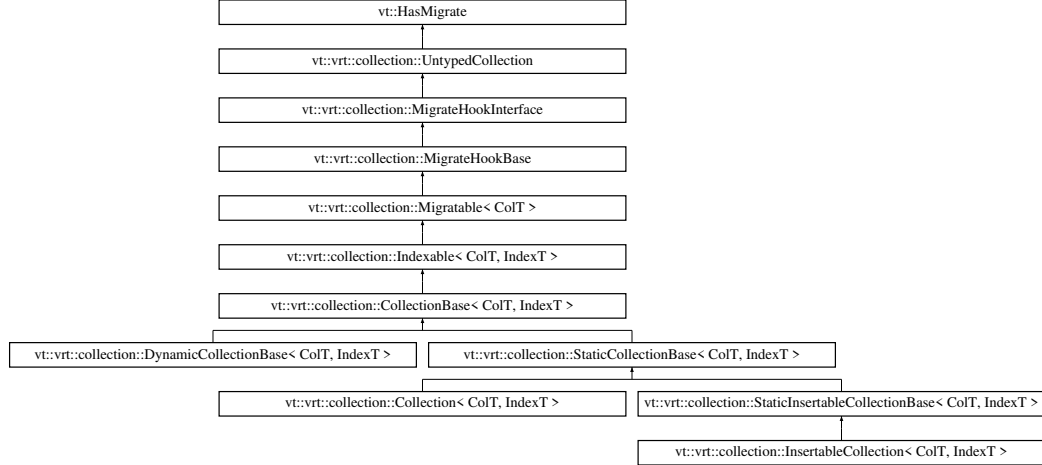 vt::HasMigrate
vt::vrt::collection::UntypedCollection
vt::vrt::collection::MigrateHookInterface
vt::vrt::collection::MigrateHookBase
vt::vrt::collection::Migratable< ColT >
vt::vrt::collection::Indexable< ColT, IndexT >
vt::vrt::collection::CollectionBase< ColT, IndexT >
vt::vrt::collection::DynamicCollectionBase< ColT, IndexT >
vt::vrt::collection::StaticCollectionBase< ColT, IndexT >
vt::vrt::collection::Collection< ColT, IndexT >
vt::vrt::collection::StaticInsertableCollectionBase< ColT, IndexT >
vt::vrt::collection::InsertableCollection< ColT, IndexT >